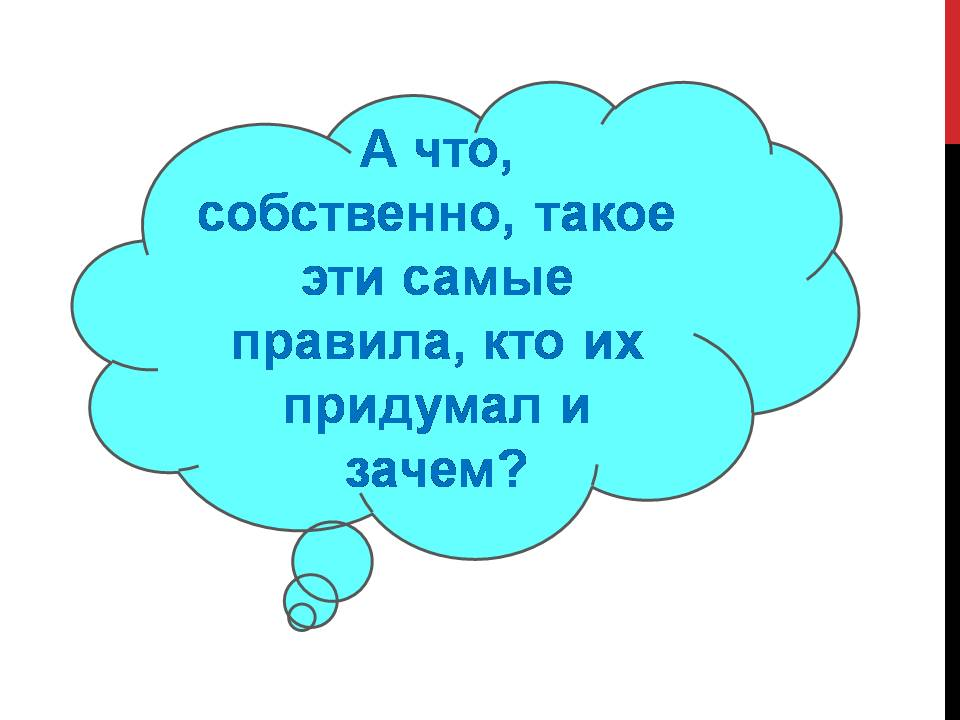 А что,
собственно, такое
эти самые
правила, кто их
придумал и
зачем?